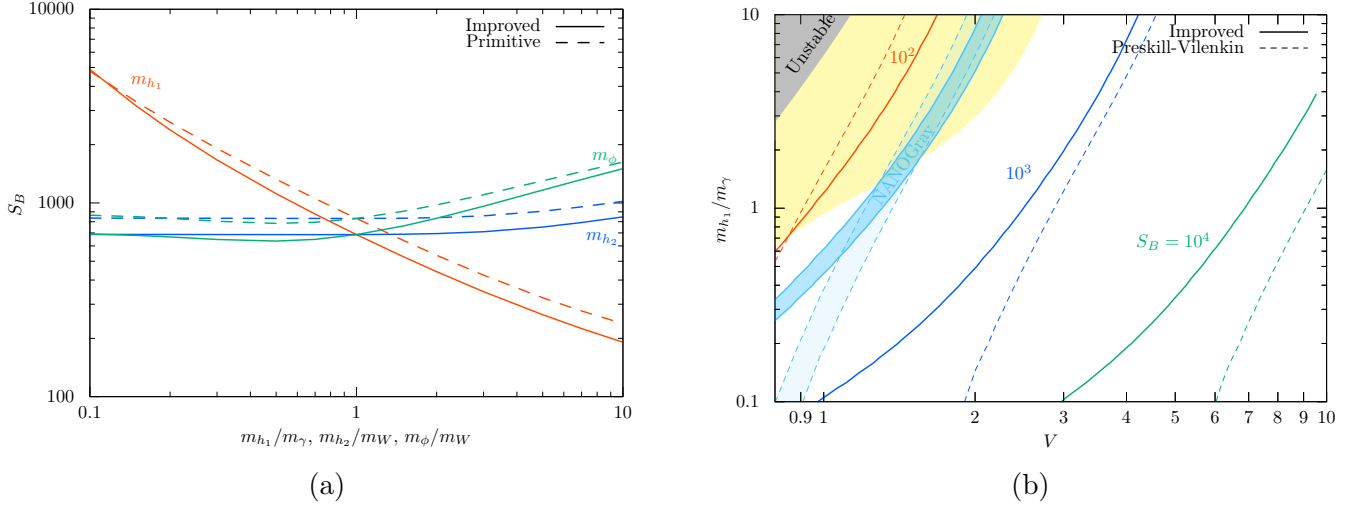 Improved
Primitive
10000
1000
100
S_B
m_{h_1}
m_ϕ
m_{h_2}
0.1
1
10
m_{h_1}/m_γ, m_{h_2}/m_W, m_ϕ/m_W
(a)
Improved
Preskill-Vilenkin
Unstable
10^2
NANOGrav
10^3
S_B = 10^4
10
1
0.1
m_{h_1}/m_γ
0.9 1 2 3 4 5 6 7 8 9 10
V
(b)